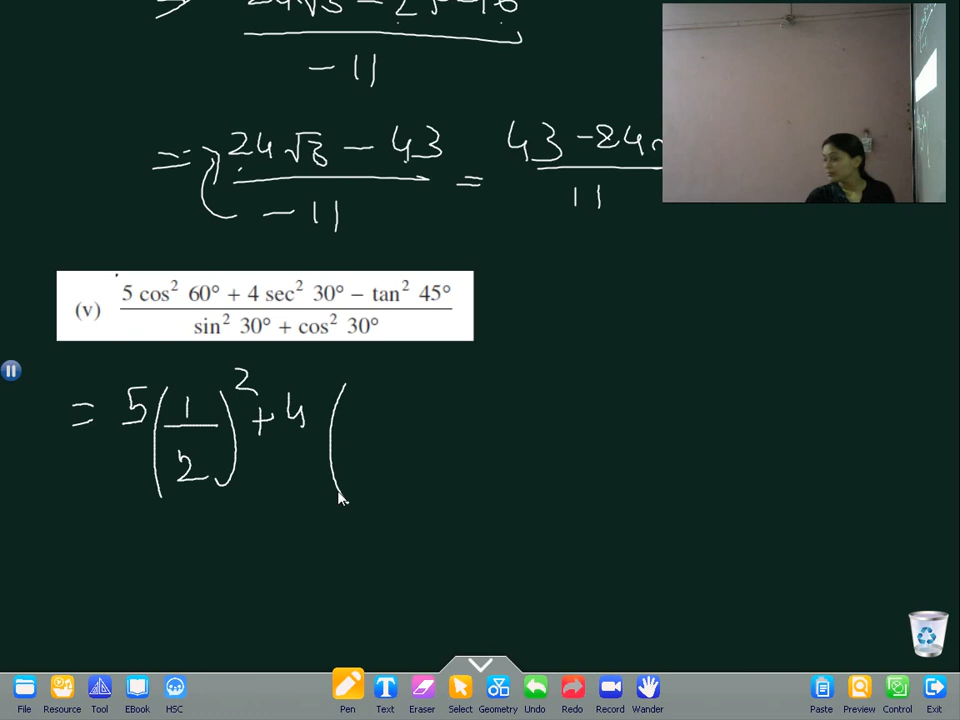 - 11
24√3 - 43 = 43 - 24
- 11 11
(v) 5 cos² 60° + 4 sec² 30° − tan² 45°
sin² 30° + cos² 30°
= 5(1/2)² + 4 (
File Resource Tool EBook HSC Pen Text Eraser Select Geometry Undo Redo Record Wander Paste Preview Control Exit